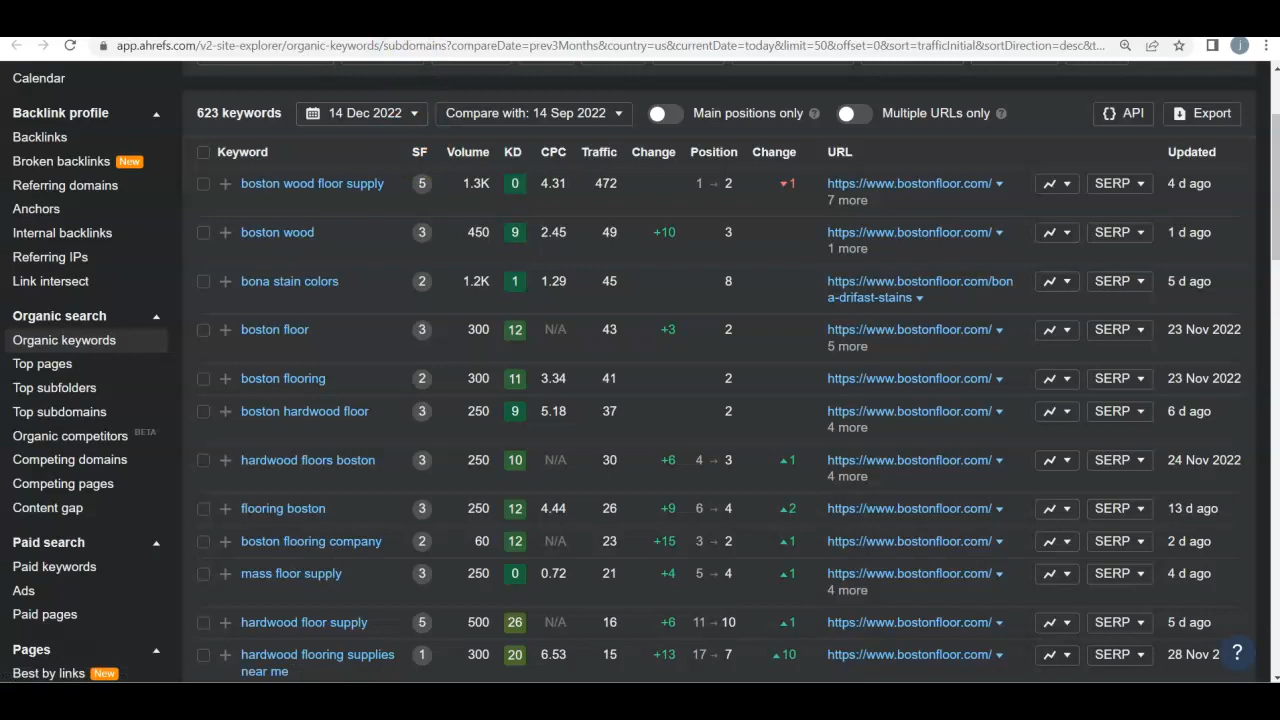 app.ahrefs.com/v2-site-explorer/organic-keywords/subdomains?compareDate=prev3Months&country=us&currentDate=today&limit=50&offset=0&sort=trafficInitial&sortDirection=desc&t...
Calendar
Backlink profile
Backlinks
Broken backlinks New
Referring domains
Anchors
Internal backlinks
Referring IPs
Link intersect
Organic search
Organic keywords
Top pages
Top subfolders
Top subdomains
Organic competitors BETA
Competing domains
Competing pages
Content gap
Paid search
Paid keywords
Ads
Paid pages
Pages
Best by links New
623 keywords 14 Dec 2022 Compare with: 14 Sep 2022 Main positions only ? Multiple URLs only ? {} API Export
Keyword SF Volume KD CPC Traffic Change Position Change URL Updated
boston wood floor supply 5 1.3K 0 4.31 472 1 → 2 ▼1 https://www.bostonfloor.com/ SERP 4 d ago
7 more
boston wood 3 450 9 2.45 49 +10 3 https://www.bostonfloor.com/ SERP 1 d ago
1 more
bona stain colors 2 1.2K 1 1.29 45 8 https://www.bostonfloor.com/bon SERP 5 d ago
a-drifast-stains
boston floor 3 300 12 N/A 43 +3 2 https://www.bostonfloor.com/ SERP 23 Nov 2022
5 more
boston flooring 2 300 11 3.34 41 2 https://www.bostonfloor.com/ SERP 23 Nov 2022
boston hardwood floor 3 250 9 5.18 37 2 https://www.bostonfloor.com/ SERP 6 d ago
4 more
hardwood floors boston 3 250 10 N/A 30 +6 4 → 3 ▲1 https://www.bostonfloor.com/ SERP 24 Nov 2022
4 more
flooring boston 3 250 12 4.44 26 +9 6 → 4 ▲2 https://www.bostonfloor.com/ SERP 13 d ago
boston flooring company 2 60 12 N/A 23 +15 3 → 2 ▲1 https://www.bostonfloor.com/ SERP 2 d ago
mass floor supply 3 250 0 0.72 21 +4 5 → 4 ▲1 https://www.bostonfloor.com/ SERP 4 d ago
4 more
hardwood floor supply 5 500 26 N/A 16 +6 11 → 10 ▲1 https://www.bostonfloor.com/ SERP 5 d ago
hardwood flooring supplies 1 300 20 6.53 15 +13 17 → 7 ▲10 https://www.bostonfloor.com/ SERP 28 Nov 2
near me
?